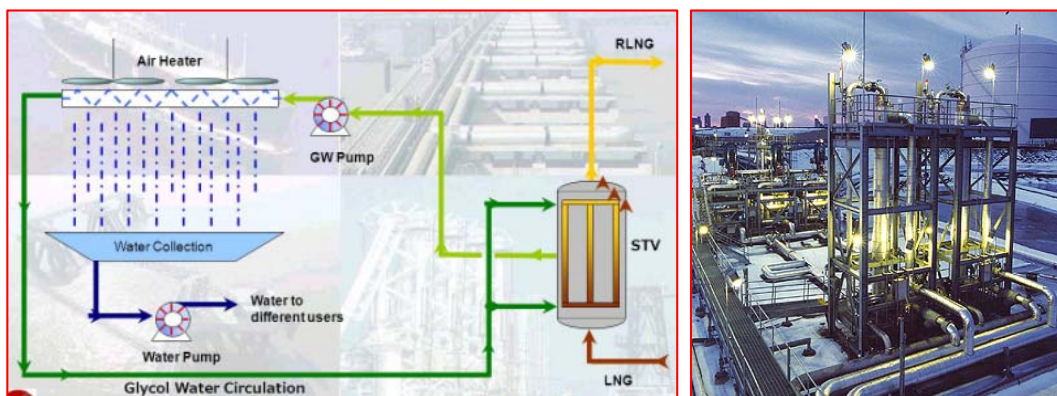 Air Heater
RLNG
GW Pump
STV
Water Collection
Water to
different users
Water Pump
LNG
Glycol Water Circulation